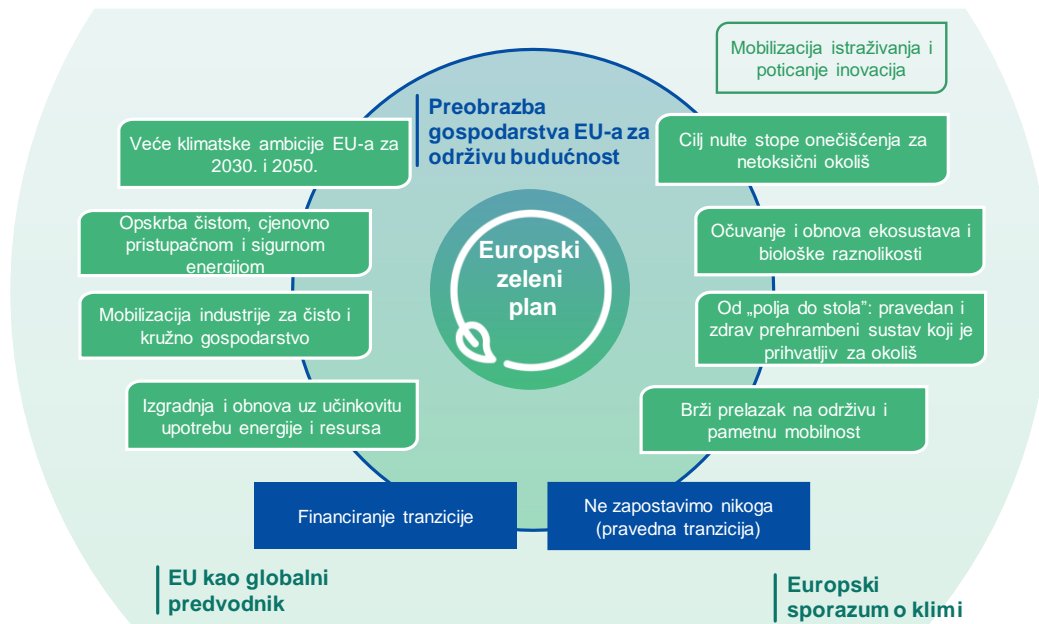 Mobilizacija istraživanja i
poticanje inovacija
Preobrazba
gospodarstva EU-a za
održivu budućnost
Veće klimatske ambicije EU-a za
2030. i 2050.
Cilj nulte stope onečišćenja za
netoksični okoliš
Opskrba čistom, cjenovno
pristupačnom i sigurnom
energijom
Očuvanje i obnova ekosustava i
biološke raznolikosti
Europski
zeleni
plan
Mobilizacija industrije za čisto i
kružno gospodarstvo
Od „polja do stola”: pravedan i
zdrav prehrambeni sustav koji je
prihvatljiv za okoliš
Izgradnja i obnova uz učinkovitu
upotrebu energije i resursa
Brži prelazak na održivu i
pametnu mobilnost
Financiranje tranzicije
Ne zapostavimo nikoga
(pravedna tranzicija)
EU kao globalni
predvodnik
Europski
sporazum o klimi